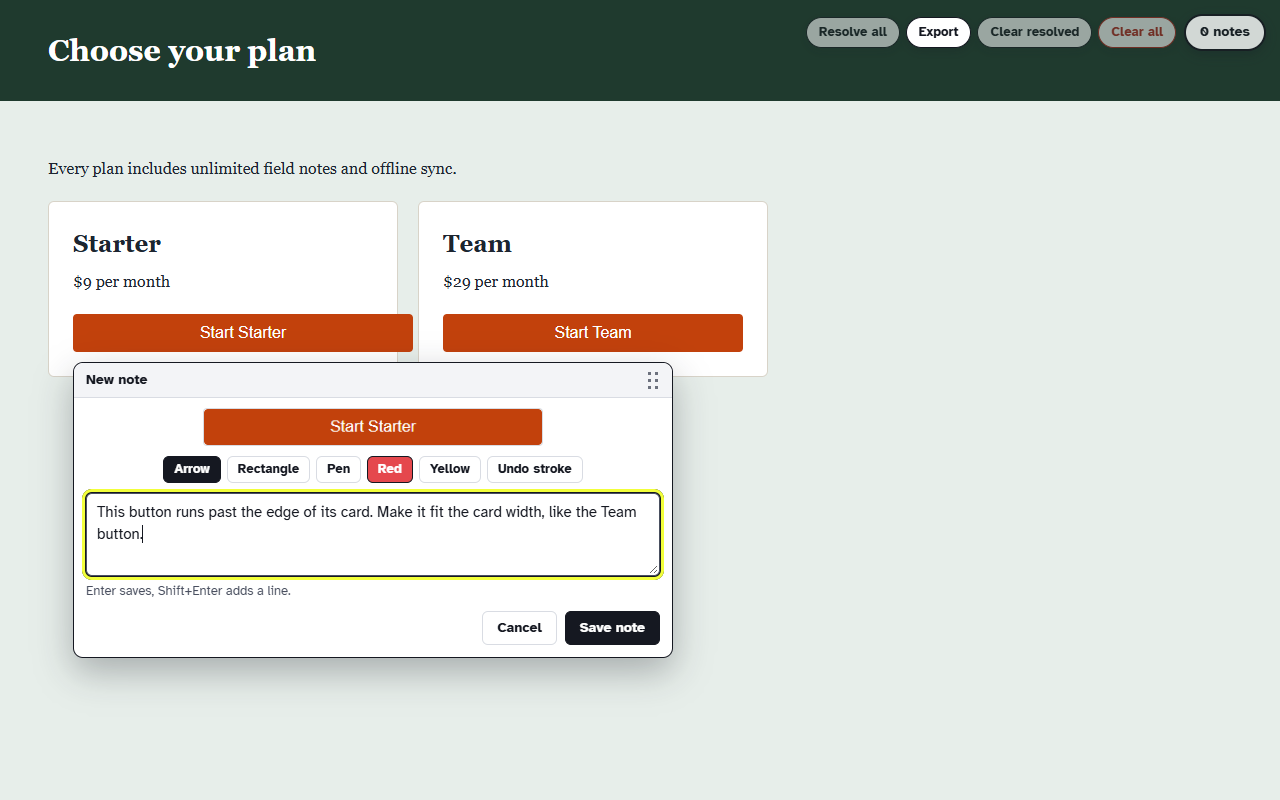 Choose your plan
Resolve all
Export
Clear resolved
Clear all
0 notes
Every plan includes unlimited field notes and offline sync.
Starter
$9 per month
Start Starter
Team
$29 per month
Start Team
New note
Start Starter
Arrow
Rectangle
Pen
Red
Yellow
Undo stroke
This button runs past the edge of its card. Make it fit the card width, like the Team
button.
Enter saves, Shift+Enter adds a line.
Cancel
Save note